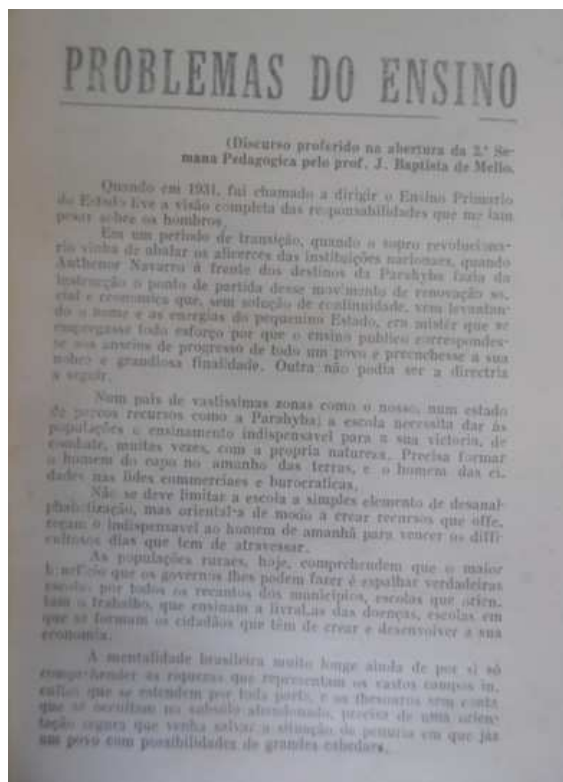 PROBLEMAS DO ENSINO
(Discurso proferido na abertura da 2.ª Se-
mana Pedagogica pelo prof. J. Baptista de Mello.
Quando em 1931, fui chamado a dirigir o Ensino Primario
do Estado tive a visão completa das responsabilidades que me iam
pesar sobre os hombros.
Em um periodo de transição, quando o sopro revoluciona-
rio vinha de abalar os alicerces das instituições nacionaes, quando
Anthenor Navarro á frente dos destinos da Parahyba fazia da
instrucção o ponto de partida desse movimento de renovação so.
cial e economica que, sem solução de continuidade, vem levantan-
do o nome e as energias do pequenino Estado, era mistér que se
empregasse todo esforço por que o ensino publico correspondes-
se aos anseios de progresso de todo um povo e preenchesse a sua
nobre e grandiosa finalidade. Outra não podia ser a directriz
a seguir.
Num país de vastissimas zonas como o nosso, num estado
de parcos recursos como a Parahyba; a escola necessita dar ás
populações o ensinamento indispensavel para a sua victoria, de
combate, muitas vezes, com a propria natureza. Precisa formar
o homem do capo no amanho das terras, e o homem das ci.
dades nas lides commerciaes e burocraticas.
Não se deve limitar a escola a simples elemento de desanal-
phabetização, mas oriental-a de modo a crear recursos que offe.
reçam o indispensavel ao homem de amanhã para vencer os diffi-
cultosos dias que tem de atravessar.
As populações ruraes, hoje, comprehendem que o maior
beneficio que os governos lhes podem fazer é espalhar verdadeiras
escolas por todos os recantos dos municipios, escolas que orien.
tam o trabalho, que ensinam a livral.as das doenças, escolas em
que se formam os cidadãos que têm de crear e desenvolver a sua
economia.
A mentalidade brasileira muito longe ainda de por si só
comprehender as riquezas que representam os vastos campos in.
cultos que se estendem por toda parte, e os thesouros sem conta
que se occultam no subsolo abandonado, precisa de uma orien-
tação segura que venha salvar a situação de penuria em que jaz
um povo com possibilidades de grandes cabedaes.